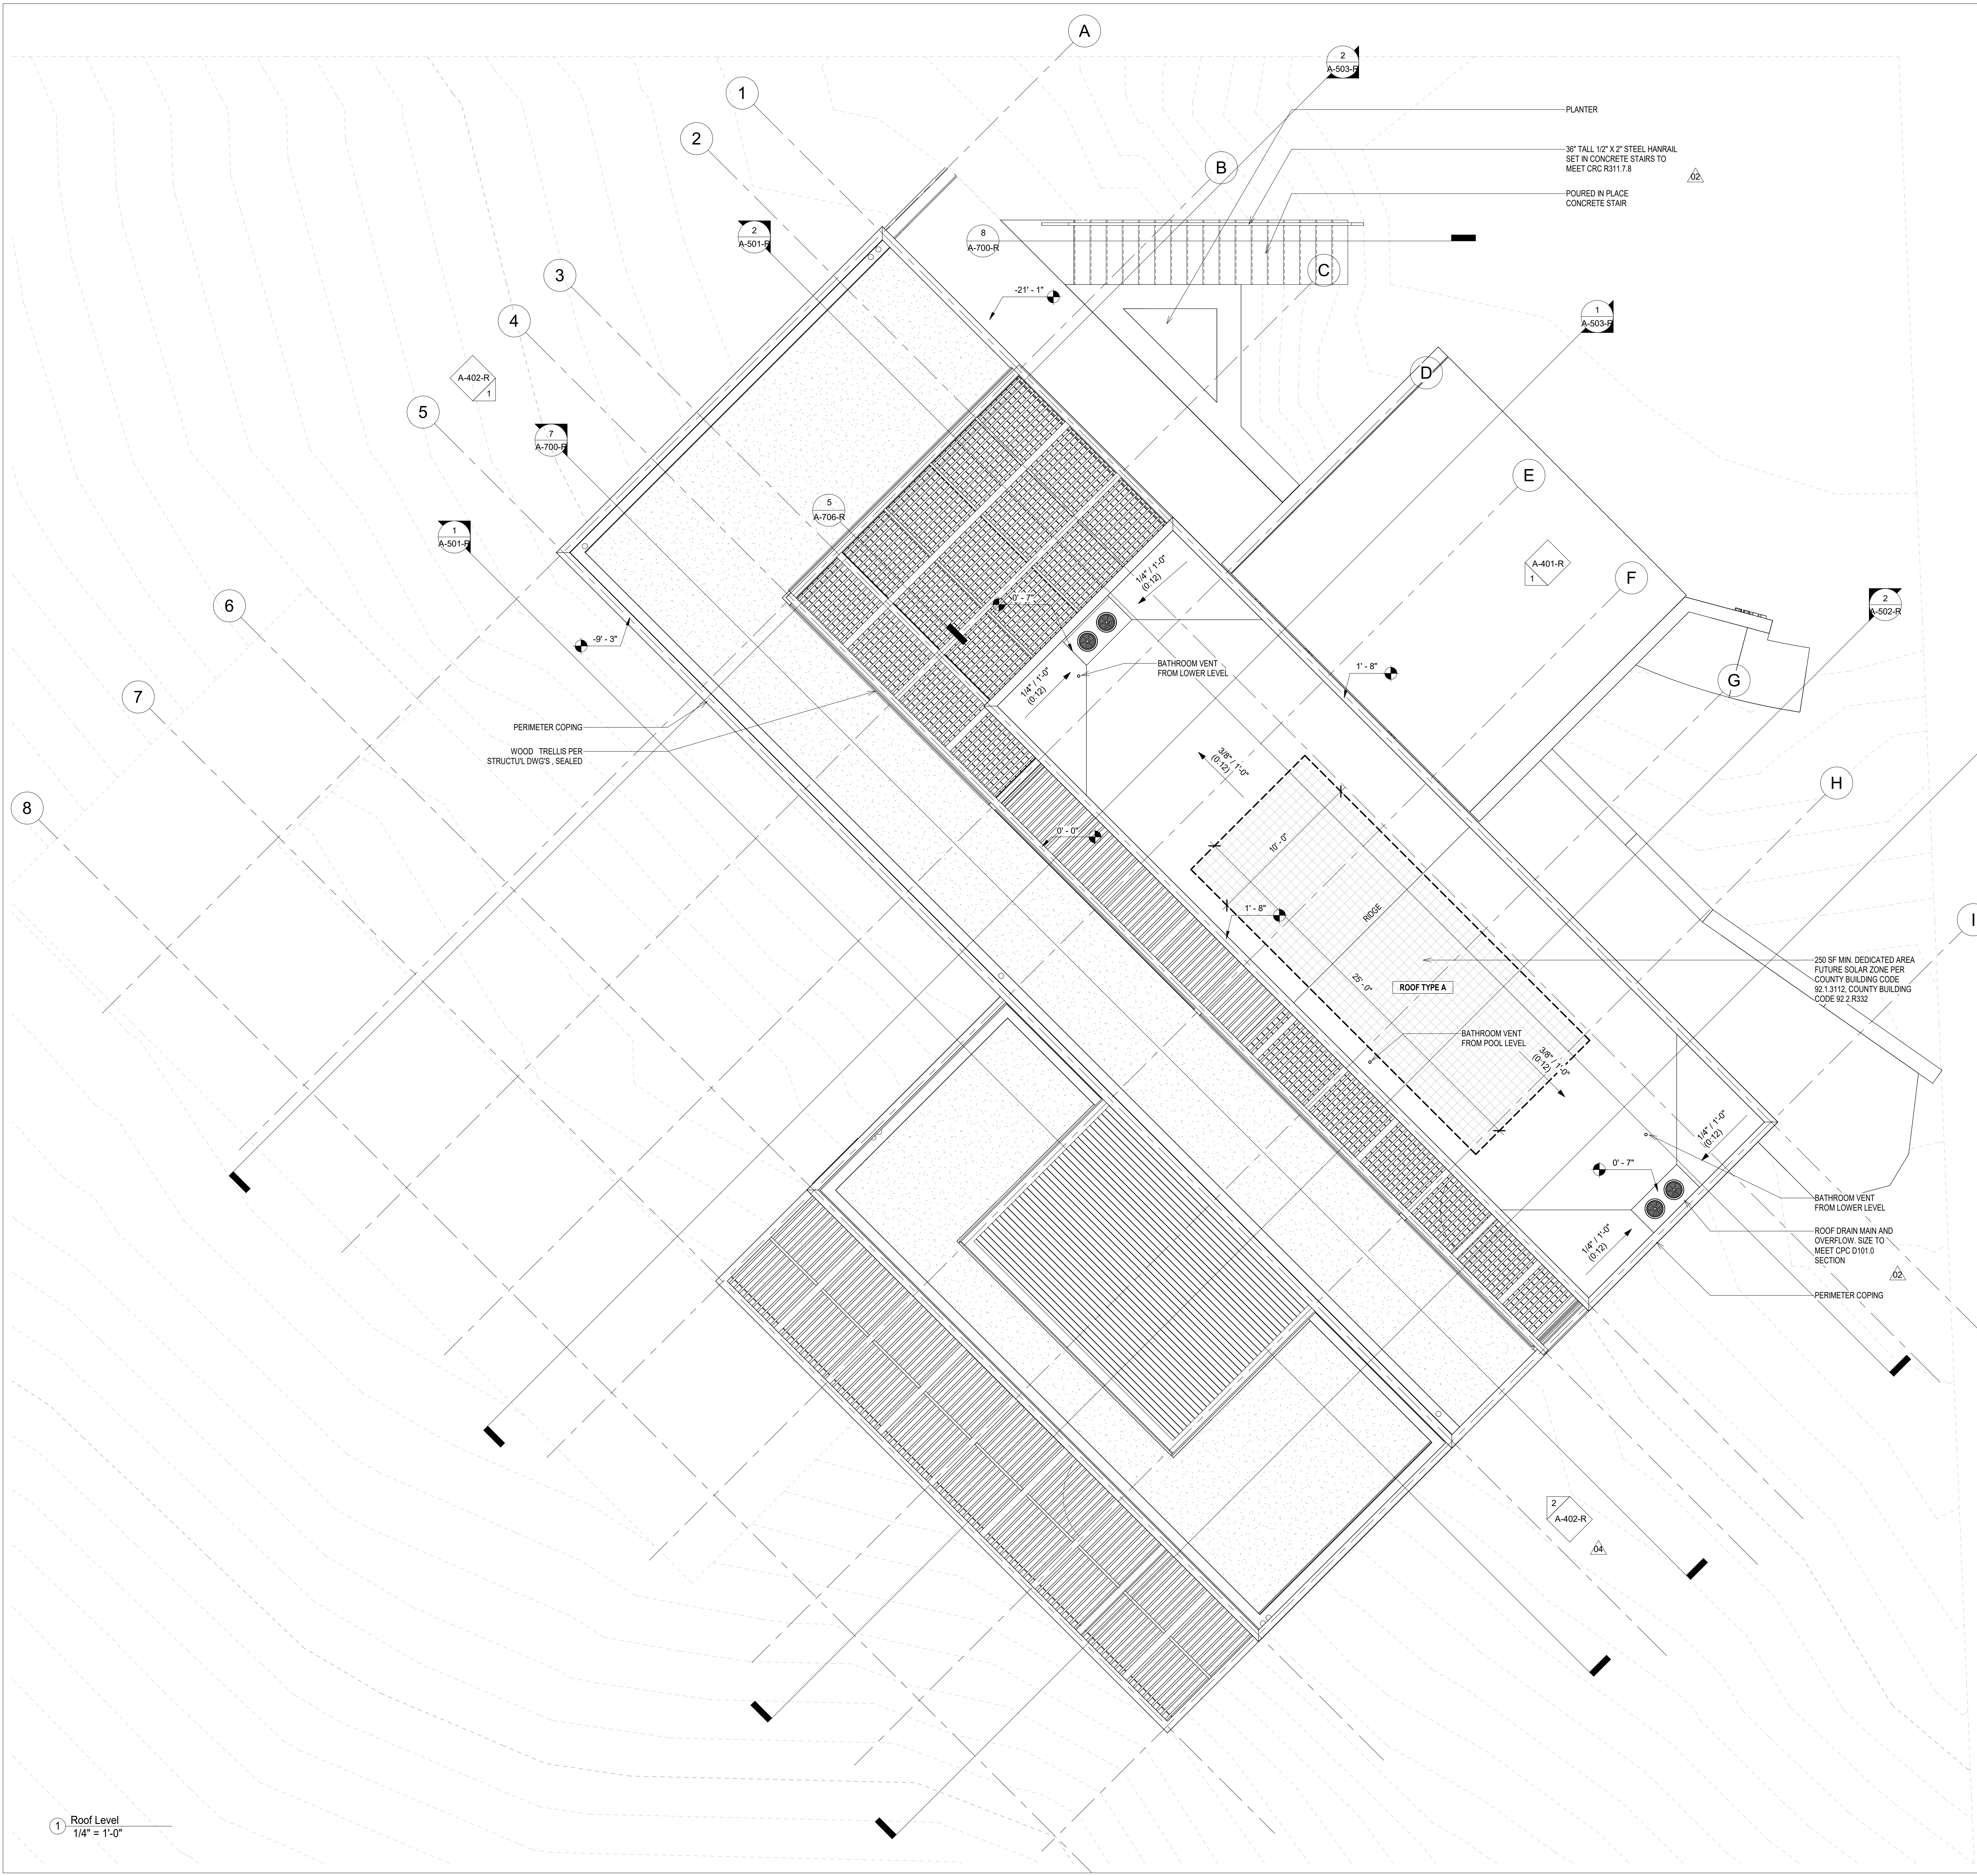 A
1
2
2
A-503-R
PLANTER
36" TALL 1/2" X 2" STEEL HANRAIL
SET IN CONCRETE STAIRS TO
MEET CRC R311.7.8
02
POURED IN PLACE
CONCRETE STAIR
B
2
A-501-R
8
A-700-R
3
C
-21' - 1"
4
1
A-503-R
A-402-R
1
D
5
7
A-700-R
E
5
A-706-R
1
A-501-R
A-401-R
1
F
1/4" / 1'-0"
(0:12)
0' - 7"
2
A-502-R
6
-9' - 3"
BATHROOM VENT
FROM LOWER LEVEL
1' - 8"
G
1/4" / 1'-0"
(0:12)
7
PERIMETER COPING
WOOD TRELLIS PER
STRUCTU'L DWG'S , SEALED
3/8" / 1'-0"
(0:12)
H
8
0' - 0"
10' - 0"
1' - 8"
RIDGE
I
250 SF MIN. DEDICATED AREA
FUTURE SOLAR ZONE PER
COUNTY BUILDING CODE
92.1.3112, COUNTY BUILDING
CODE 92.2.R332
25' - 0"
ROOF TYPE A
BATHROOM VENT
FROM POOL LEVEL
3/8" / 1'-0"
(0:12)
1/4" / 1'-0"
(0:12)
0' - 7"
BATHROOM VENT
FROM LOWER LEVEL
ROOF DRAIN MAIN AND
OVERFLOW. SIZE TO
MEET CPC D101.0
SECTION
02
1/4" / 1'-0"
(0:12)
PERIMETER COPING
2
A-402-R
04
1
Roof Level
1/4" = 1'-0"